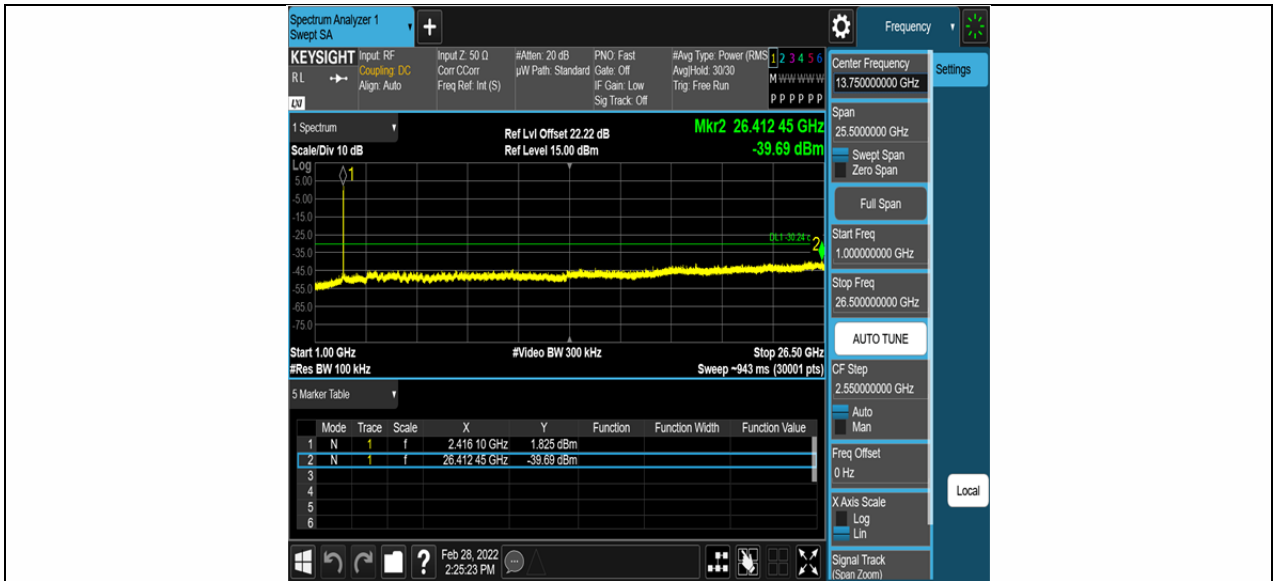 Spectrum Analyzer 1
Swept SA
Frequency
KEYSIGHT
RL
LXI
Input: RF
Coupling: DC
Align: Auto
Input Z: 50 Ω
Corr CCorr
Freq Ref: Int (S)
#Atten: 20 dB
µW Path: Standard
PNO: Fast
Gate: Off
IF Gain: Low
Sig Track: Off
#Avg Type: Power (RMS
Avg|Hold: 30/30
Trig: Free Run
1 2 3 4 5 6
M W W W W W
P P P P P P
1 Spectrum
Scale/Div 10 dB
Ref Lvl Offset 22.22 dB
Ref Level 15.00 dBm
Mkr2 26.412 45 GHz
-39.69 dBm
Log
1
5.00
-5.00
-15.0
-25.0
DL1 -30.24
2
-35.0
-45.0
-55.0
-65.0
-75.0
Start 1.00 GHz
#Video BW 300 kHz
Stop 26.50 GHz
#Res BW 100 kHz
Sweep ~943 ms (30001 pts)
5 Marker Table
Mode Trace Scale X Y Function Function Width Function Value
1 N 1 f 2.416 10 GHz 1.825 dBm
2 N 1 f 26.412 45 GHz -39.69 dBm
3
4
5
6
Feb 28, 2022
2:25:23 PM
Center Frequency
13.750000000 GHz
Settings
Span
25.5000000 GHz
Swept Span
Zero Span
Full Span
Start Freq
1.000000000 GHz
Stop Freq
26.500000000 GHz
AUTO TUNE
CF Step
2.550000000 GHz
Auto
Man
Freq Offset
0 Hz
Local
X Axis Scale
Log
Lin
Signal Track
(Span Zoom)